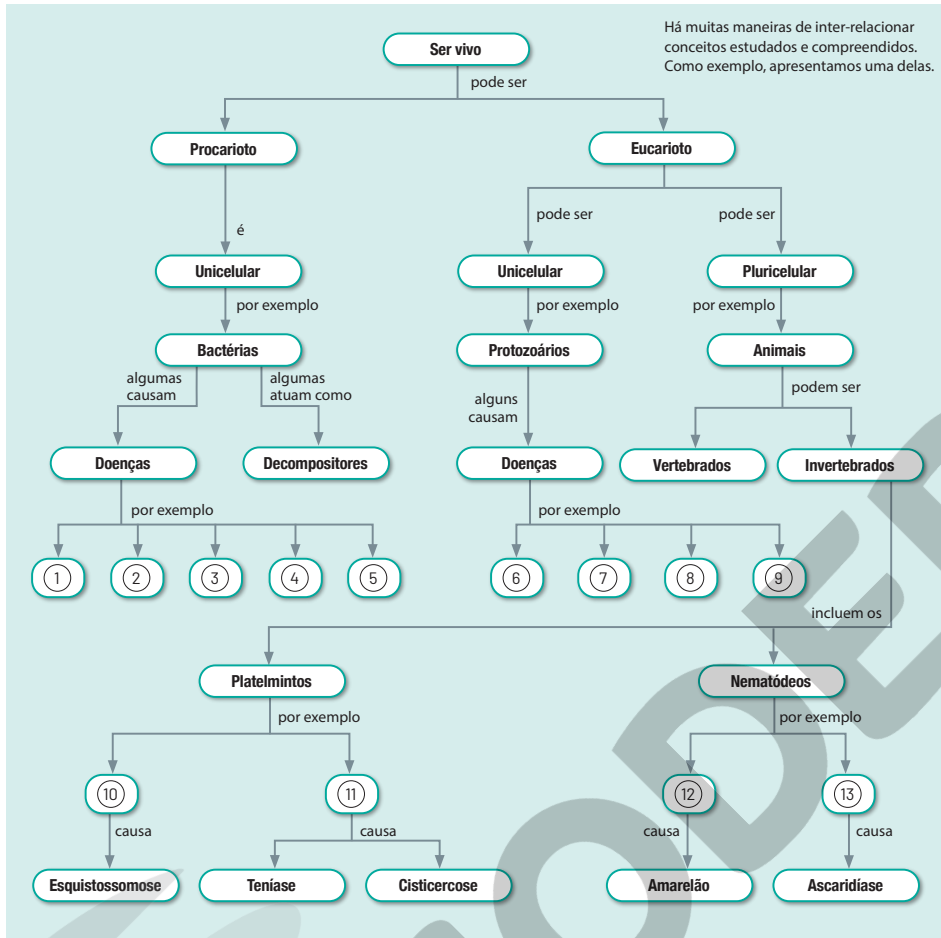 Há muitas maneiras de inter-relacionar
conceitos estudados e compreendidos.
Como exemplo, apresentamos uma delas.
Ser vivo
pode ser
Procarioto
Eucarioto
é
pode ser
pode ser
Unicelular
Unicelular
Pluricelular
por exemplo
por exemplo
por exemplo
Bactérias
Protozoários
Animais
algumas
causam
algumas
atuam como
alguns
causam
podem ser
Doenças
Decompositores
Doenças
Vertebrados
Invertebrados
por exemplo
por exemplo
1
2
3
4
5
6
7
8
9
incluem os
Platelmintos
Nematódeos
por exemplo
por exemplo
10
11
12
13
causa
causa
causa
causa
Esquistossomose
Teníase
Cisticercose
Amarelão
Ascaridíase